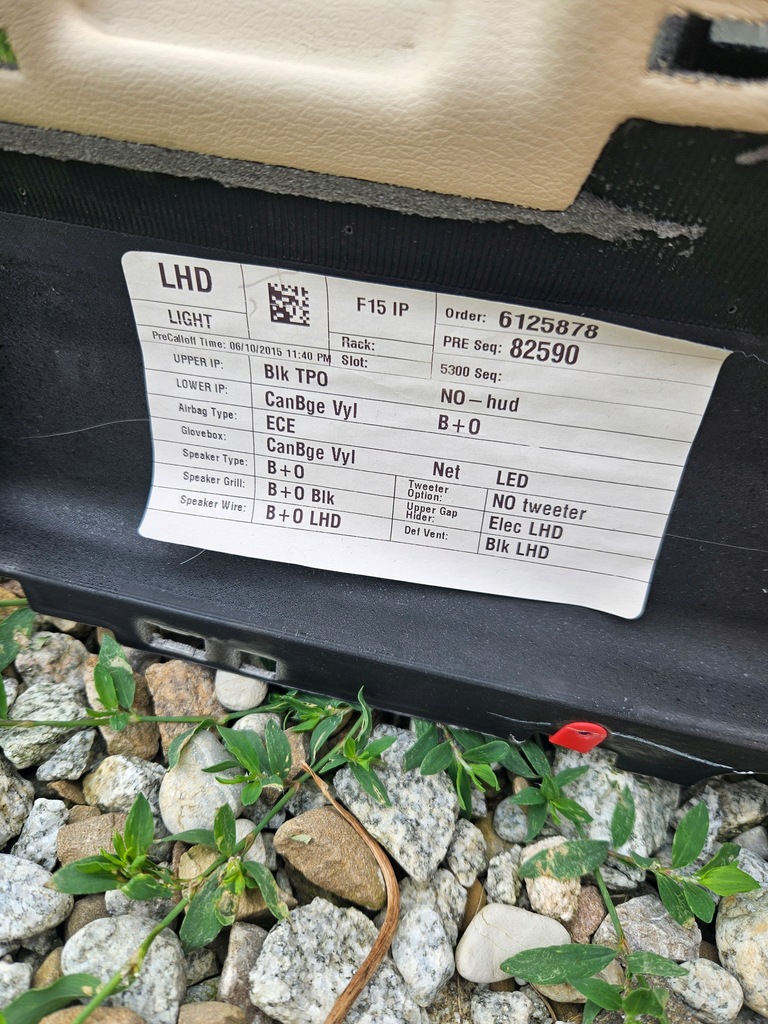 LHD
F15 IP
Order: 6125878
LIGHT
Rack:
PRE Seq: 82590
PreCalloff Time: 06/10/2015 11:40 PM
Slot:
5300 Seq:
UPPER IP: Blk TPO NO-hud
LOWER IP: CanBge Vyl B+O
Airbag Type: ECE
Glovebox: CanBge Vyl Net LED
Speaker Type: B+O Tweeter Option: NO tweeter
Speaker Grill: B+O Blk Upper Gap Hider: Elec LHD
Speaker Wire: B+O LHD Def Vent: Blk LHD